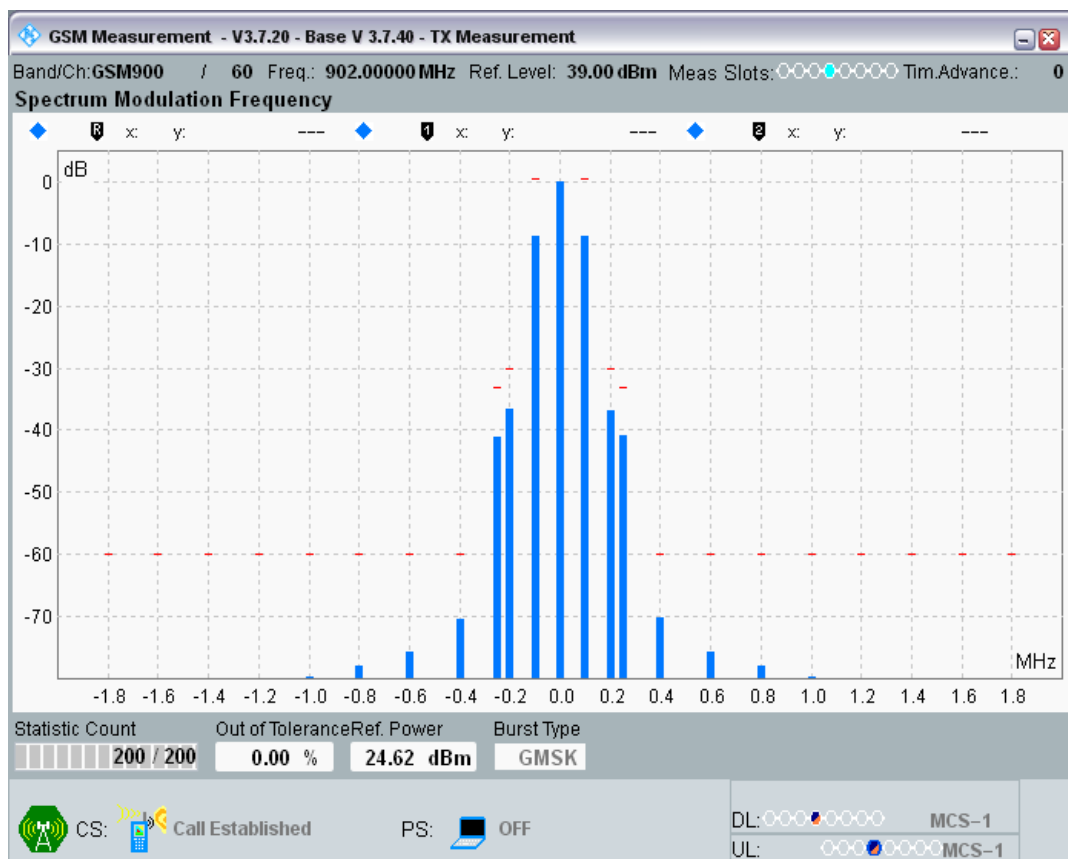 GSM Measurement - V3.7.20 - Base V 3.7.40 - TX Measurement
Band/Ch:GSM900 / 60 Freq.: 902.00000 MHz Ref. Level: 39.00 dBm Meas Slots: Tim.Advance.: 0
Spectrum Modulation Frequency
R x: y: --- 1 x: y: --- 2 x: y: ---
dB
0
-10
-20
-30
-40
-50
-60
-70
MHz
-1.8 -1.6 -1.4 -1.2 -1.0 -0.8 -0.6 -0.4 -0.2 0.0 0.2 0.4 0.6 0.8 1.0 1.2 1.4 1.6 1.8
Statistic Count Out of Tolerance Ref. Power Burst Type
200 / 200 0.00 % 24.62 dBm GMSK
CS: Call Established PS: OFF DL: MCS-1
UL: MCS-1